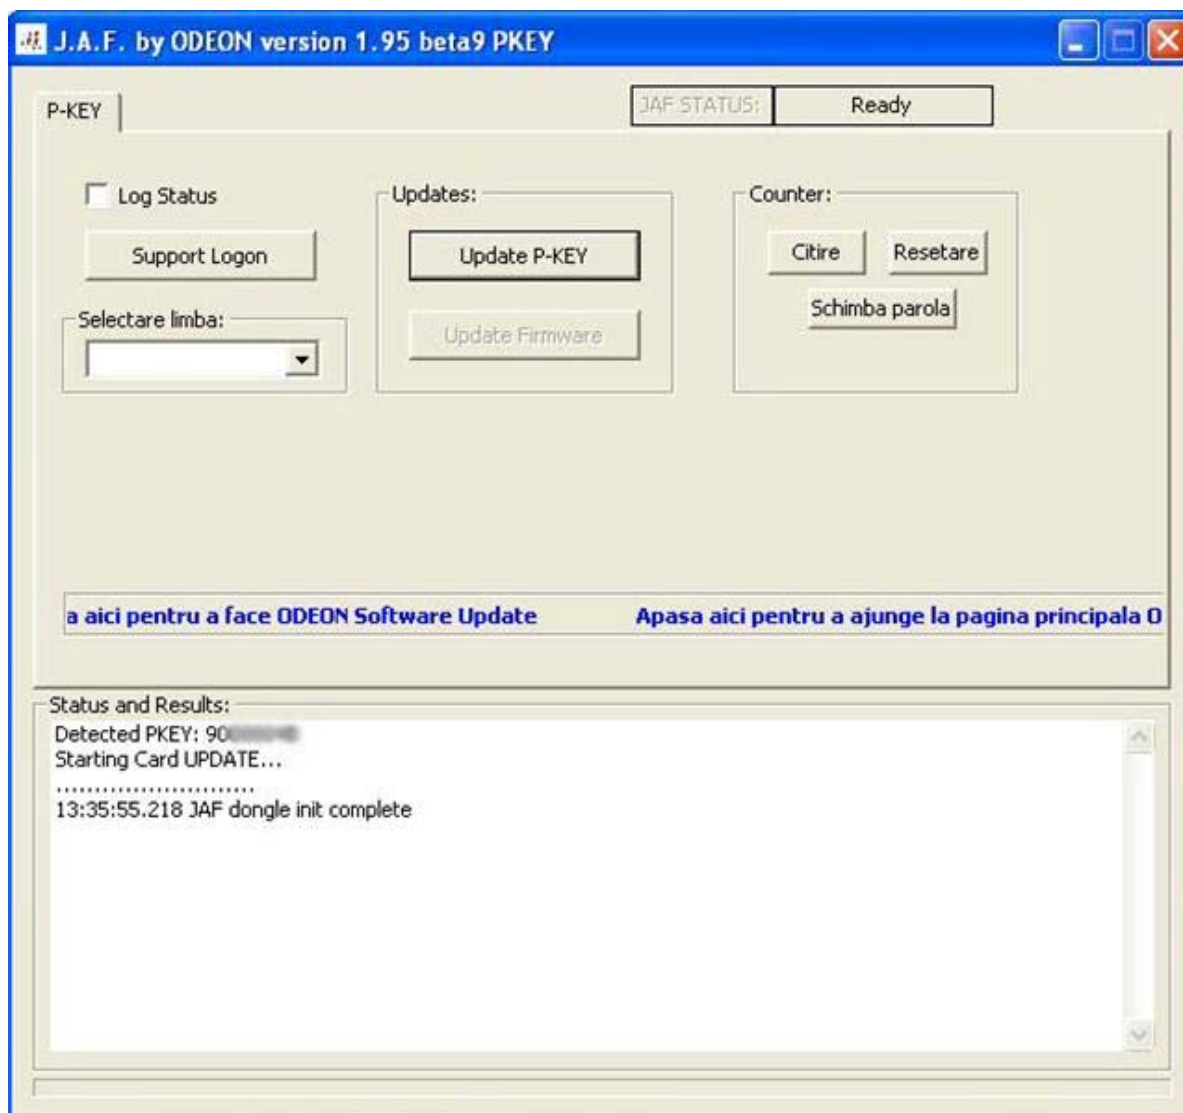 J.A.F. by ODEON version 1.95 beta9 PKEY
P-KEY
JAF STATUS: Ready
Log Status
Support Logon
Selectare limba:
Updates:
Update P-KEY
Update Firmware
Counter:
Citire Resetare
Schimba parola
a aici pentru a face ODEON Software Update Apasa aici pentru a ajunge la pagina principala O
Status and Results:
Detected PKEY:
Starting Card UPDATE...
..........................
13:35:55.218 JAF dongle init complete